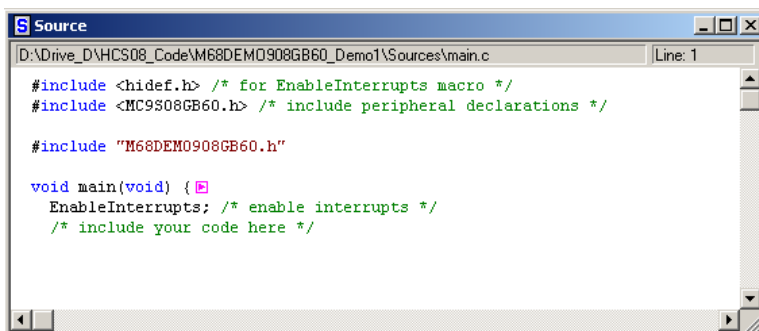 Source
D:\Drive_D\HCS08_Code\M68DEMO908GB60_Demo1\Sources\main.c Line: 1
#include <hidef.h> /* for EnableInterrupts macro */
#include <MC9S08GB60.h> /* include peripheral declarations */
#include "M68DEMO908GB60.h"
void main(void) {
EnableInterrupts; /* enable interrupts */
/* include your code here */